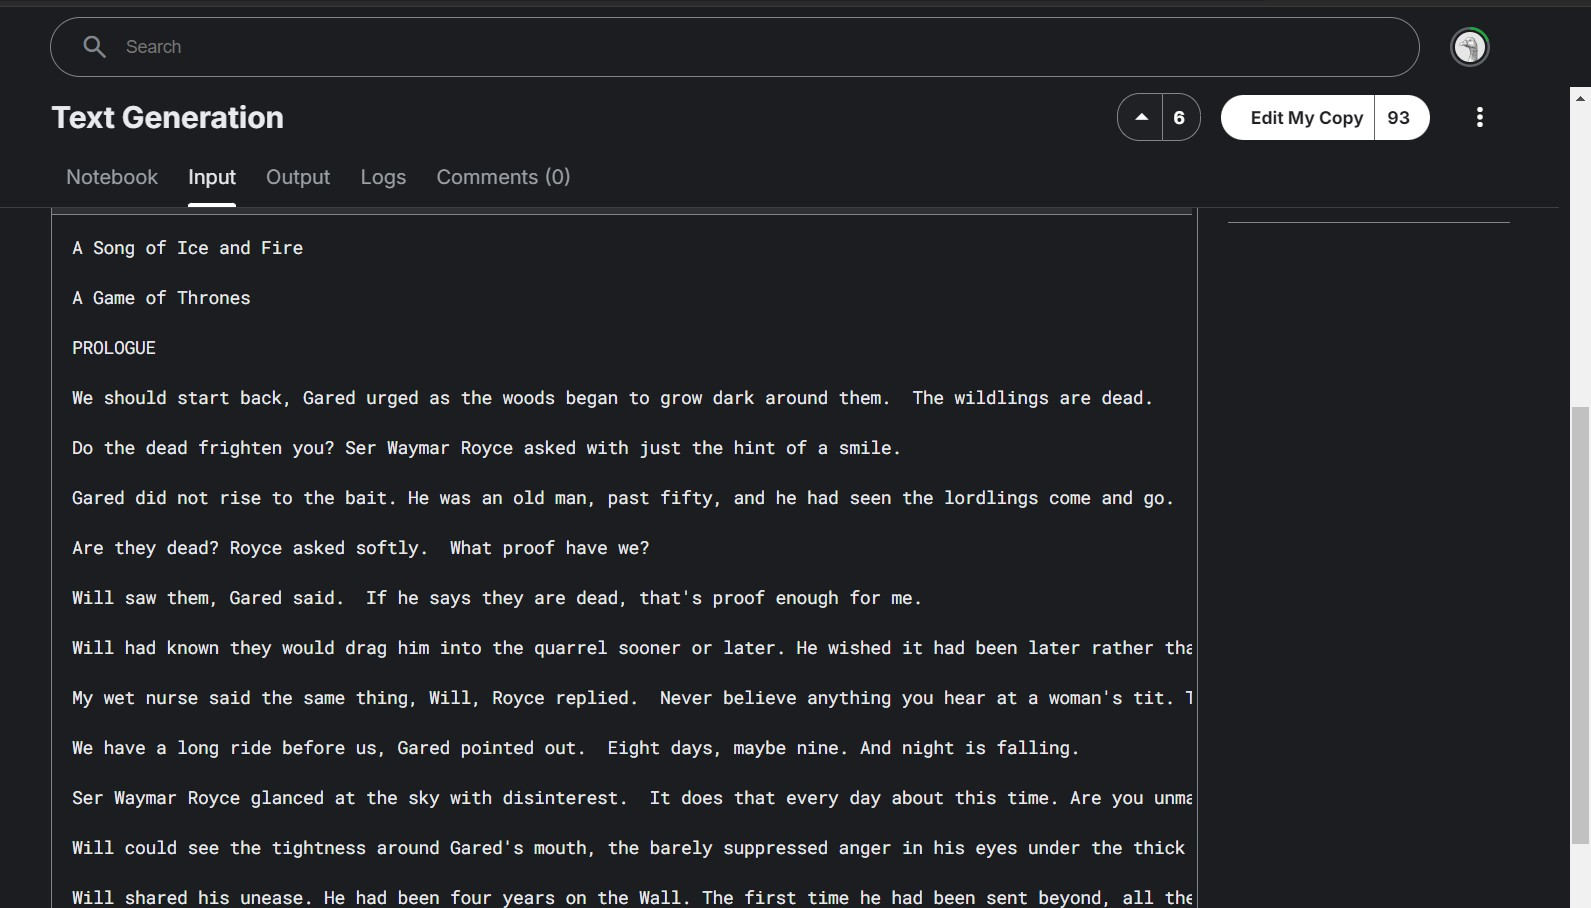 Search
Text Generation
6
Edit My Copy 93
Notebook Input Output Logs Comments (0)
A Song of Ice and Fire
A Game of Thrones
PROLOGUE
We should start back, Gared urged as the woods began to grow dark around them.  The wildlings are dead.
Do the dead frighten you? Ser Waymar Royce asked with just the hint of a smile.
Gared did not rise to the bait. He was an old man, past fifty, and he had seen the lordlings come and go.
Are they dead? Royce asked softly.  What proof have we?
Will saw them, Gared said.  If he says they are dead, that's proof enough for me.
Will had known they would drag him into the quarrel sooner or later. He wished it had been later rather
My wet nurse said the same thing, Will, Royce replied.  Never believe anything you hear at a woman's tit.
We have a long ride before us, Gared pointed out.  Eight days, maybe nine. And night is falling.
Ser Waymar Royce glanced at the sky with disinterest.  It does that every day about this time. Are you
Will could see the tightness around Gared's mouth, the barely suppressed anger in his eyes under the thick
Will shared his unease. He had been four years on the Wall. The first time he had been sent beyond, all the